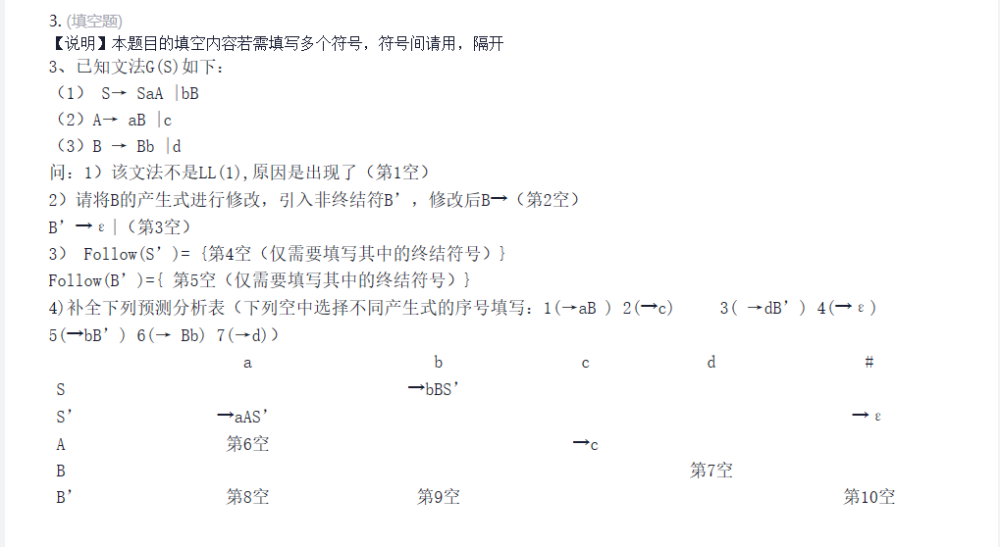 3. (填空题)
【说明】本题目的填空内容若需填写多个符号，符号间请用，隔开
3、已知文法G(S)如下：
（1） S→ SaA |bB
（2）A→ aB |c
（3）B → Bb |d
问：1）该文法不是LL(1),原因是出现了（第1空）
2）请将B的产生式进行修改，引入非终结符B’，修改后B→（第2空）
B’→ε|（第3空）
3） Follow(S’)= {第4空（仅需要填写其中的终结符号）}
Follow(B’)={ 第5空（仅需要填写其中的终结符号）}
4)补全下列预测分析表（下列空中选择不同产生式的序号填写：1(→aB ) 2(→c) 3( →dB’) 4(→ε)
5(→bB’) 6(→ Bb) 7(→d)）
a b c d #
S →bBS’
S’ →aAS’ →ε
A 第6空 →c
B 第7空
B’ 第8空 第9空 第10空